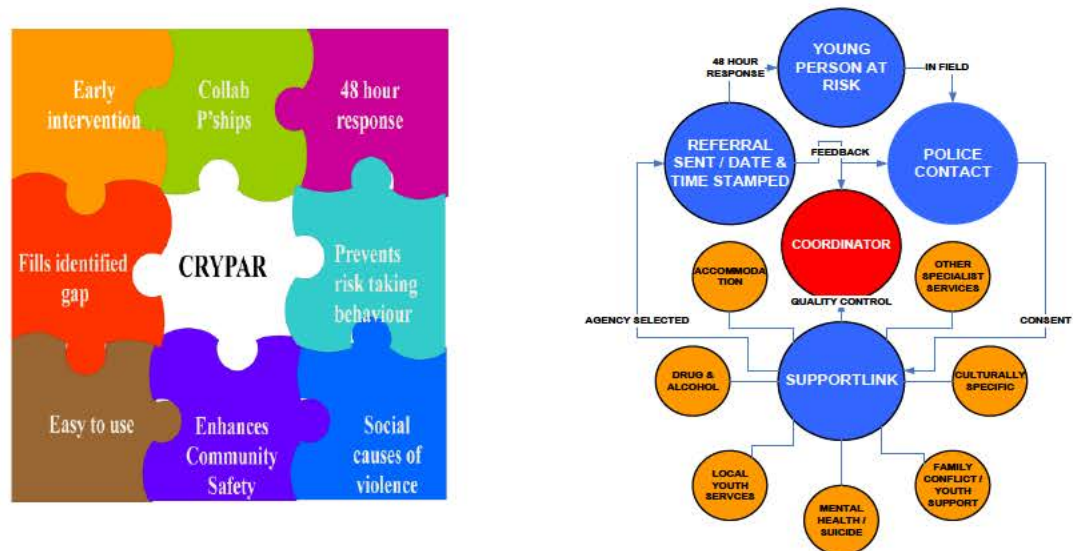 Early
intervention
Collab
P'ships
48 hour
response
Fills identified
gap
CRYPAR
Prevents
risk taking
behaviour
Easy to use
Enhances
Community
Safety
Social
causes of
violence
48 HOUR
RESPONSE
YOUNG
PERSON AT
RISK
IN FIELD
REFERRAL
SENT / DATE &
TIME STAMPED
FEEDBACK
POLICE
CONTACT
COORDINATOR
ACCOMMODA
TION
OTHER
SPECIALIST
SERVICES
QUALITY CONTROL
AGENCY SELECTED
CONSENT
DRUG &
ALCOHOL
SUPPORTLINK
CULTURALLY
SPECIFIC
LOCAL
YOUTH
SERVCES
MENTAL
HEALTH /
SUICIDE
FAMILY
CONFLICT /
YOUTH
SUPPORT